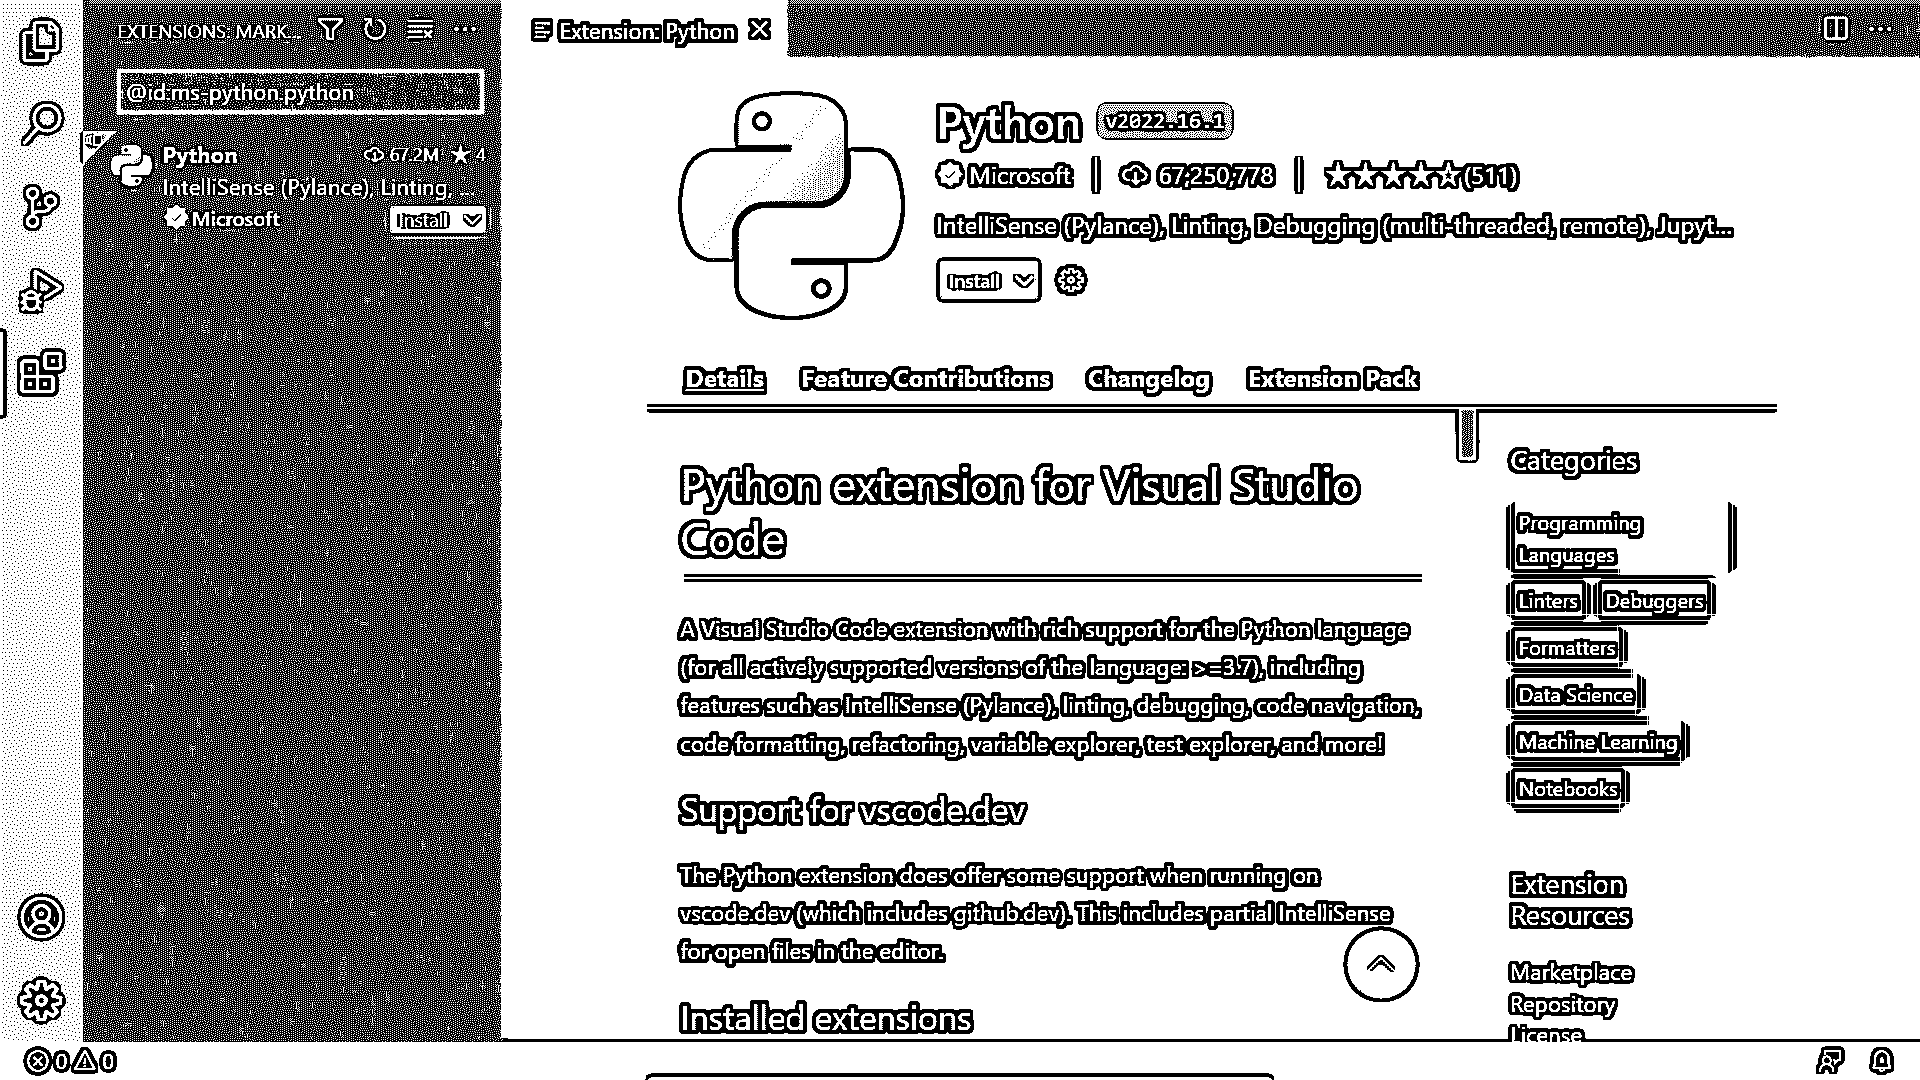 EXTENSIONS: MARK...
@id:ms-python.python
Python 67.2M ★ 4
IntelliSense (Pylance), Linting, ...
Microsoft Install
Extension: Python
Python v2022.16.1
Microsoft 67,250,778 (511)
IntelliSense (Pylance), Linting, Debugging (multi-threaded, remote), Jupyt...
Install
Details Feature Contributions Changelog Extension Pack
Python extension for Visual Studio
Code
A Visual Studio Code extension with rich support for the Python language
(for all actively supported versions of the language: >=3.7), including
features such as IntelliSense (Pylance), linting, debugging, code navigation,
code formatting, refactoring, variable explorer, test explorer, and more!
Support for vscode.dev
The Python extension does offer some support when running on
vscode.dev (which includes github.dev). This includes partial IntelliSense
for open files in the editor.
Installed extensions
Categories
Programming
Languages
Linters Debuggers
Formatters
Data Science
Machine Learning
Notebooks
Extension
Resources
Marketplace
Repository
License
0 0